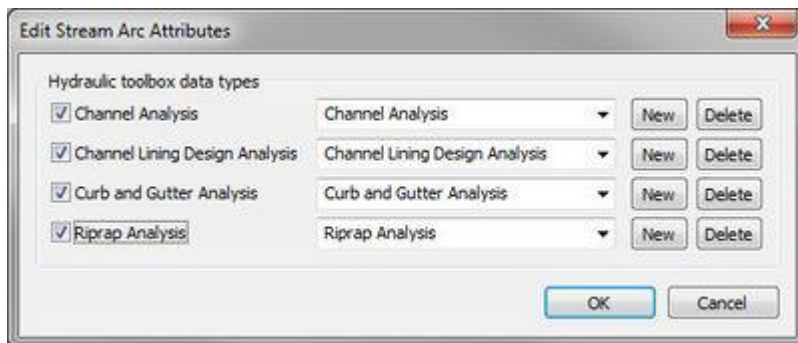 Edit Stream Arc Attributes
Hydraulic toolbox data types
Channel Analysis Channel Analysis New Delete
Channel Lining Design Analysis Channel Lining Design Analysis New Delete
Curb and Gutter Analysis Curb and Gutter Analysis New Delete
Riprap Analysis Riprap Analysis New Delete
OK Cancel